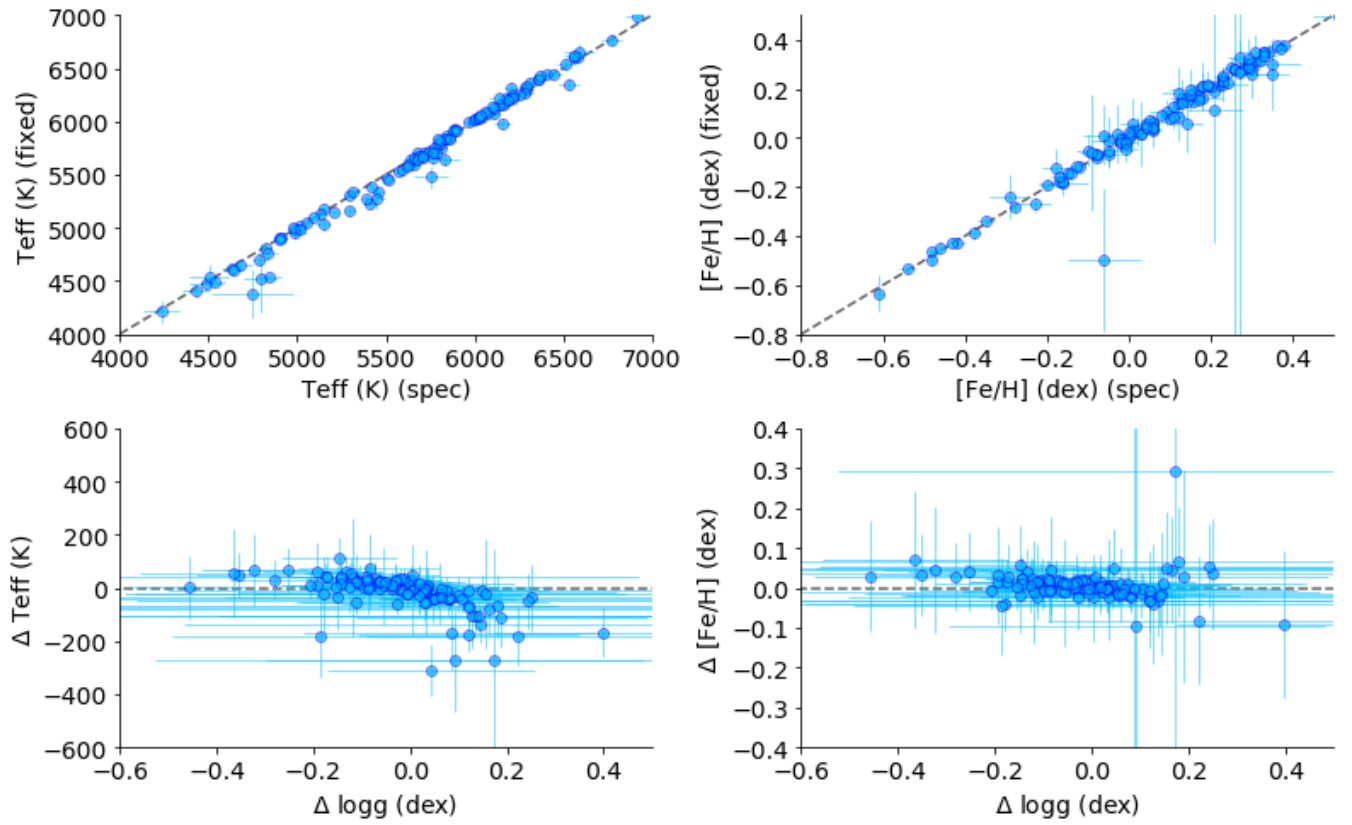 7000
6500
6000
5500
5000
4500
4000
Teff (K) (fixed)
4000 4500 5000 5500 6000 6500 7000
Teff (K) (spec)
0.4
0.2
0.0
−0.2
−0.4
−0.6
−0.8
[Fe/H] (dex) (fixed)
−0.8 −0.6 −0.4 −0.2 0.0 0.2 0.4
[Fe/H] (dex) (spec)
600
400
200
0
−200
−400
−600
Δ Teff (K)
−0.6 −0.4 −0.2 0.0 0.2 0.4
Δ logg (dex)
0.4
0.3
0.2
0.1
0.0
−0.1
−0.2
−0.3
−0.4
Δ [Fe/H] (dex)
−0.6 −0.4 −0.2 0.0 0.2 0.4
Δ logg (dex)